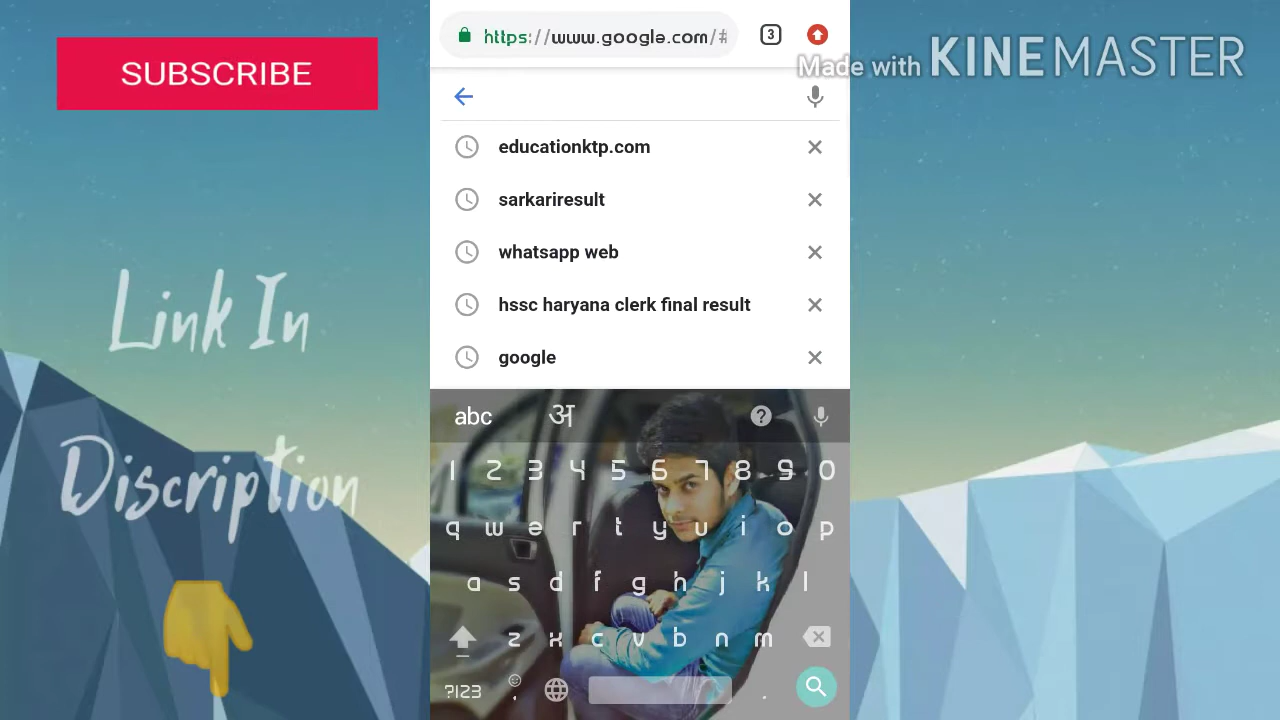 SUBSCRIBE
Link In
Discription
https://www.google.com/
3
Made with KINEMASTER
educationktp.com
sarkariresult
whatsapp web
hssc haryana clerk final result
google
abc अ ?
1 2 3 4 5 6 7 8 9 0
q w e r t y u i o p
a s d f g h j k l
z x c v b n m
?123 , .